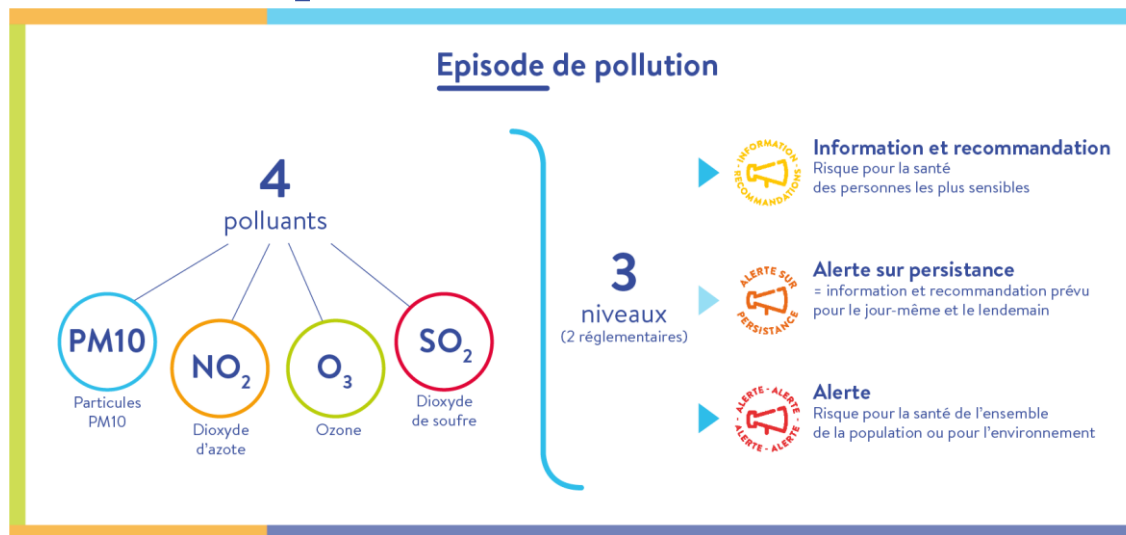 Episode de pollution
4
polluants
PM10
Particules
PM10
NO2
Dioxyde
d'azote
O3
Ozone
SO2
Dioxyde
de soufre
3
niveaux
(2 réglementaires)
- INFORMATION -
RECOMMANDATIONS
Information et recommandation
Risque pour la santé
des personnes les plus sensibles
ALERTE SUR
PERSISTANCE
Alerte sur persistance
= information et recommandation prévu
pour le jour-même et le lendemain
- ALERTE - ALERTE -
ALERTE - ALERTE
Alerte
Risque pour la santé de l'ensemble
de la population ou pour l'environnement